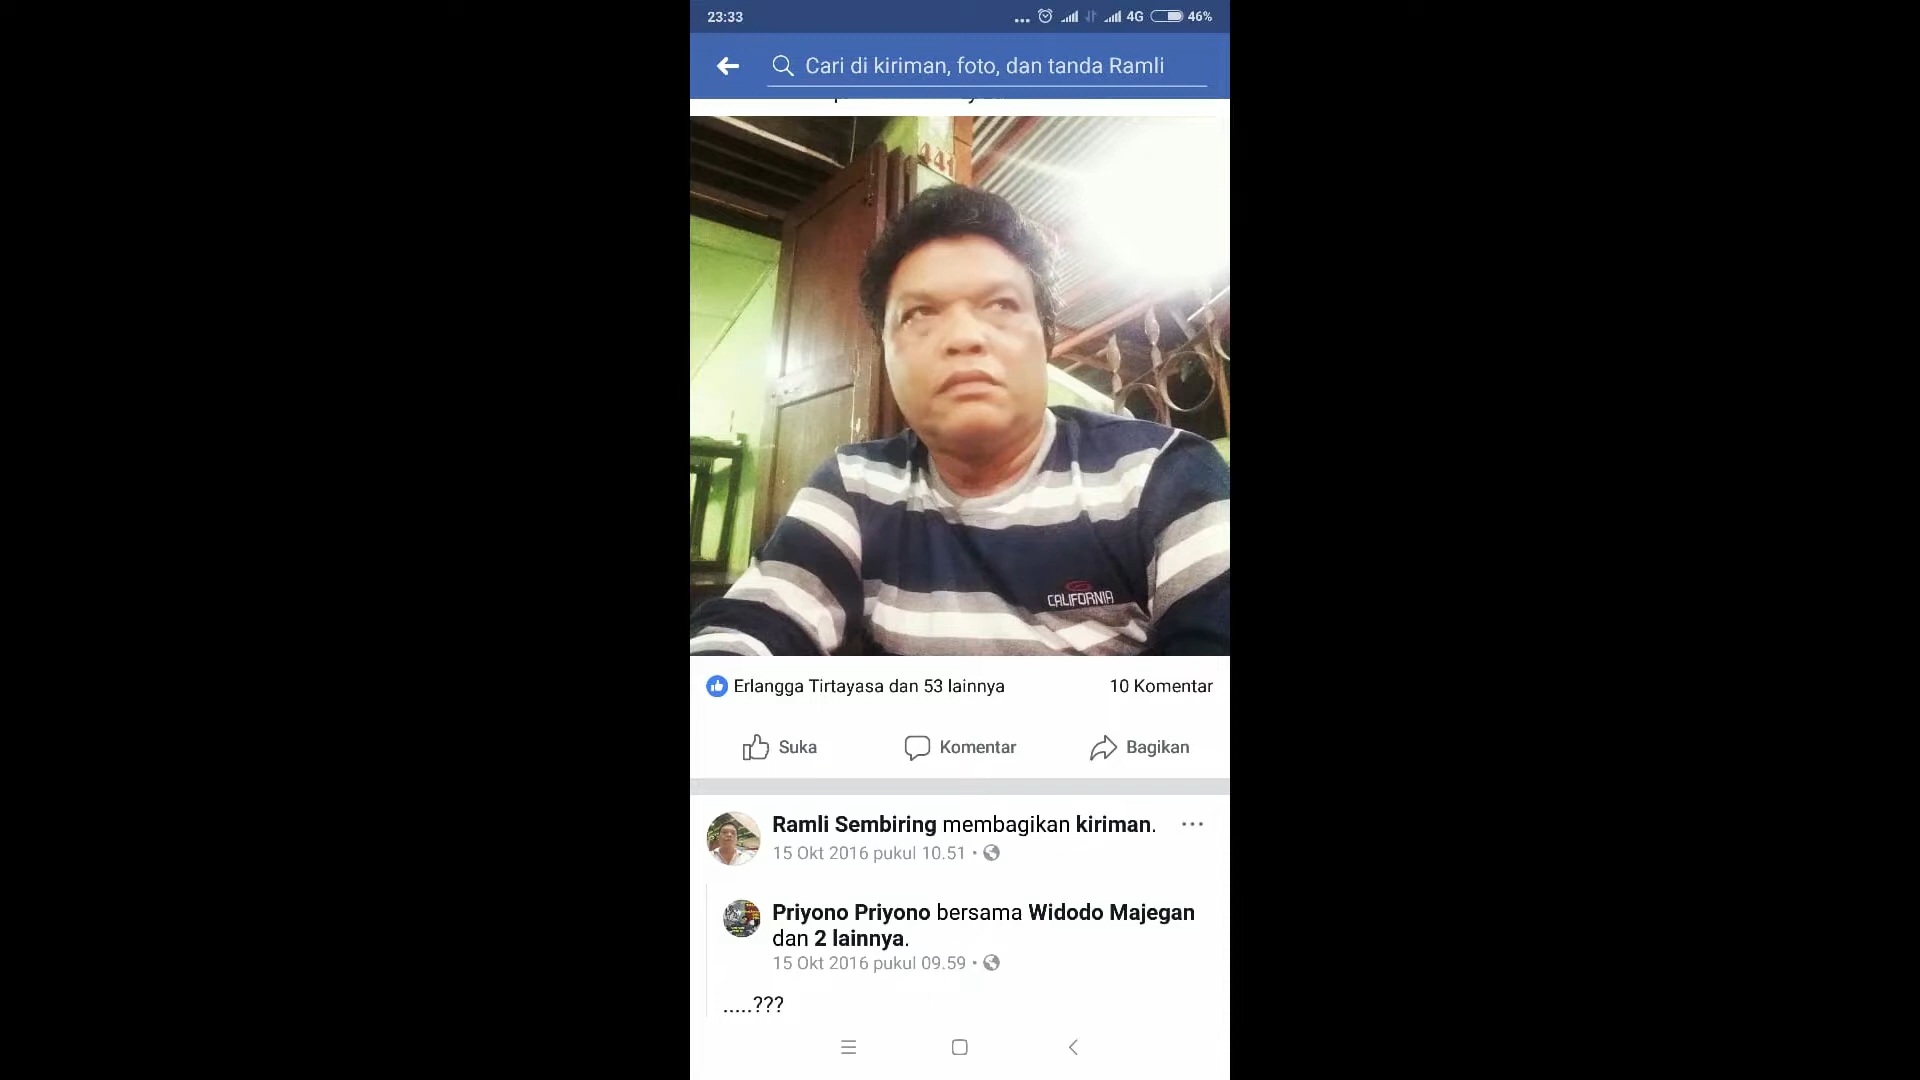 23:33
4G 46%
Cari di kiriman, foto, dan tanda Ramli
441
CALIFORNIA
Erlangga Tirtayasa dan 53 lainnya
10 Komentar
Suka
Komentar
Bagikan
Ramli Sembiring membagikan kiriman.
15 Okt 2016 pukul 10.51
Priyono Priyono bersama Widodo Majegan
dan 2 lainnya.
15 Okt 2016 pukul 09.59
.....???